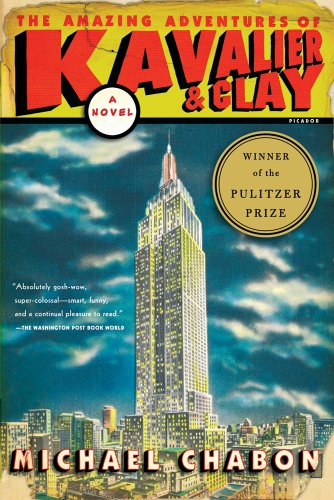 THE AMAZING ADVENTURES OF
KAVALIER
& CLAY
A
NOVEL
PICADOR
WINNER
of the
PULITZER
PRIZE
"Absolutely gosh-wow,
super-colossal—smart, funny,
and a continual pleasure to read."
—THE WASHINGTON POST BOOK WORLD
MICHAEL CHABON